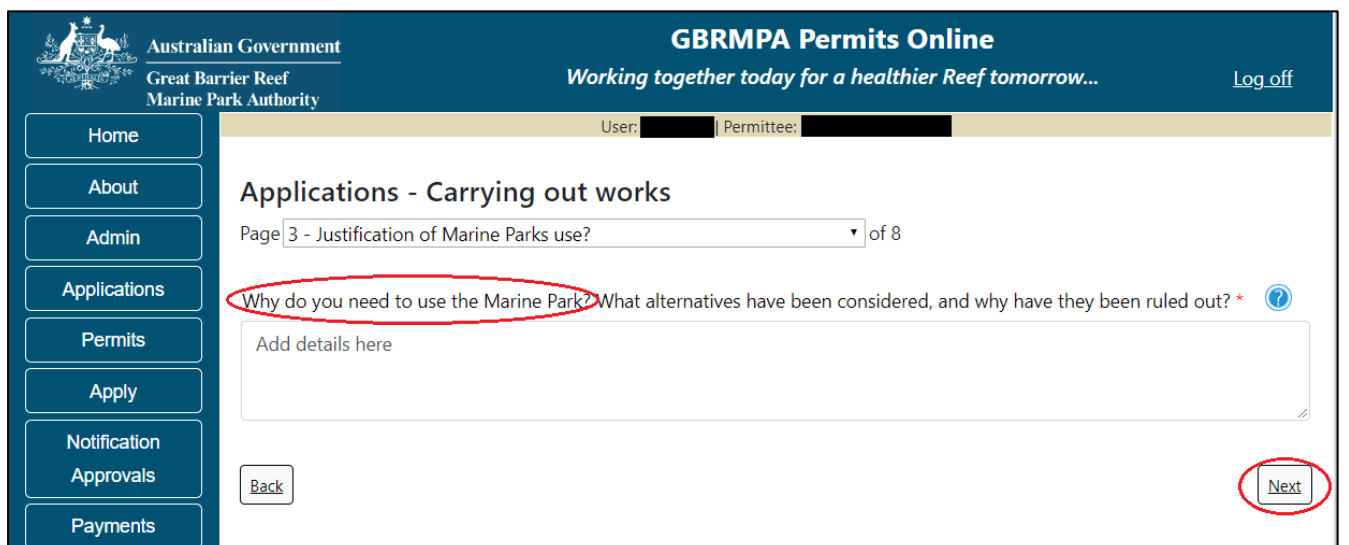 Australian Government
Great Barrier Reef
Marine Park Authority
GBRMPA Permits Online
Working together today for a healthier Reef tomorrow...
Log off
Home
About
Admin
Applications
Permits
Apply
Notification
Approvals
Payments
User: | Permittee:
Applications - Carrying out works
Page 3 - Justification of Marine Parks use? of 8
Why do you need to use the Marine Park? What alternatives have been considered, and why have they been ruled out? * ?
Add details here
Back
Next